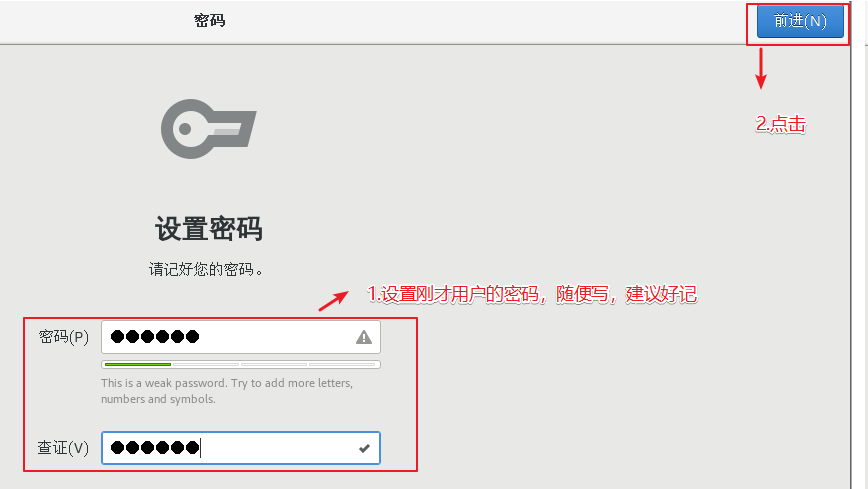 密码
前进(N)
2.点击
设置密码
请记好您的密码。
1.设置刚才用户的密码，随便写，建议好记
密码(P) ●●●●●●
This is a weak password. Try to add more letters,
numbers and symbols.
查证(V) ●●●●●●